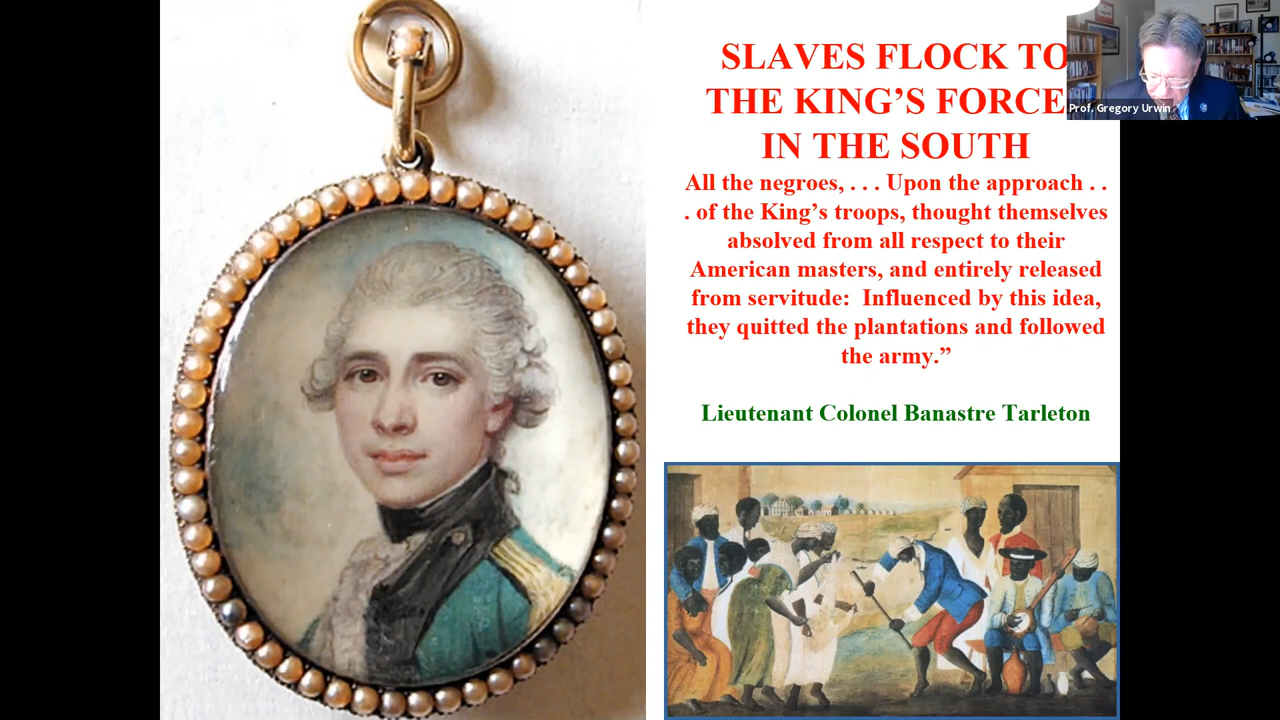 SLAVES FLOCK TO
THE KING’S FORCE
IN THE SOUTH
All the negroes, . . . Upon the approach . .
. of the King’s troops, thought themselves
absolved from all respect to their
American masters, and entirely released
from servitude:  Influenced by this idea,
they quitted the plantations and followed
the army.”
Lieutenant Colonel Banastre Tarleton
Prof. Gregory Urwin